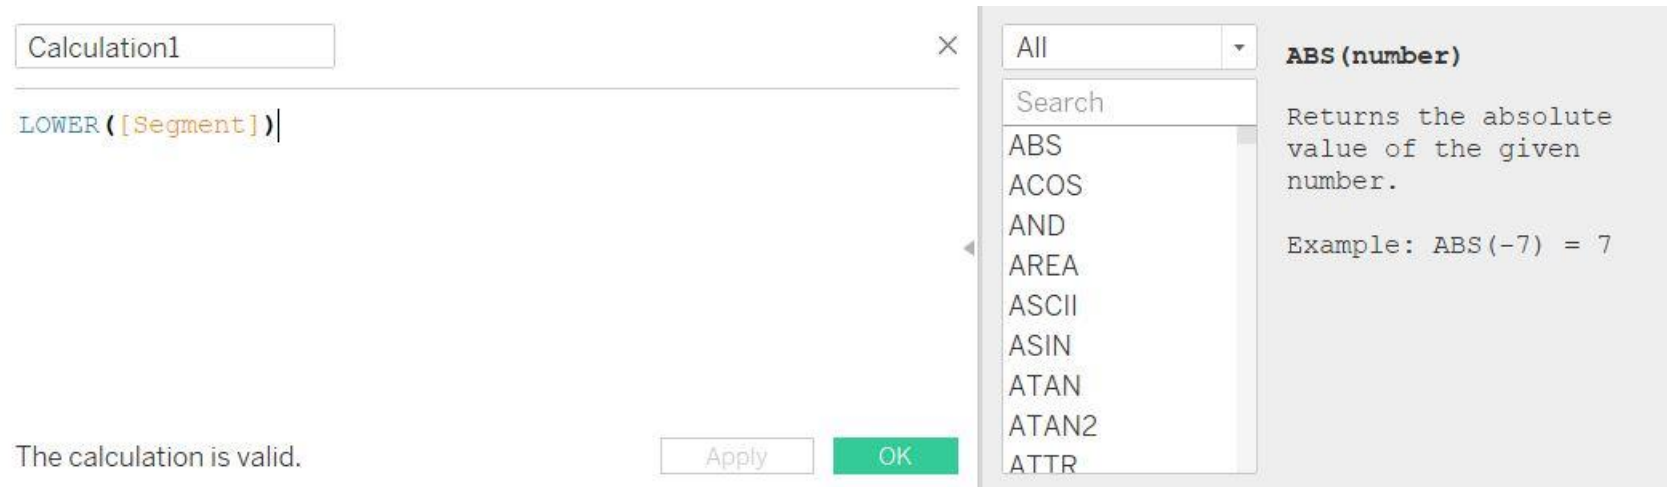 Calculation1
LOWER([Segment])
The calculation is valid.
Apply
OK
All
Search
ABS
ACOS
AND
AREA
ASCII
ASIN
ATAN
ATAN2
ATTR
ABS(number)
Returns the absolute
value of the given
number.
Example: ABS(-7) = 7